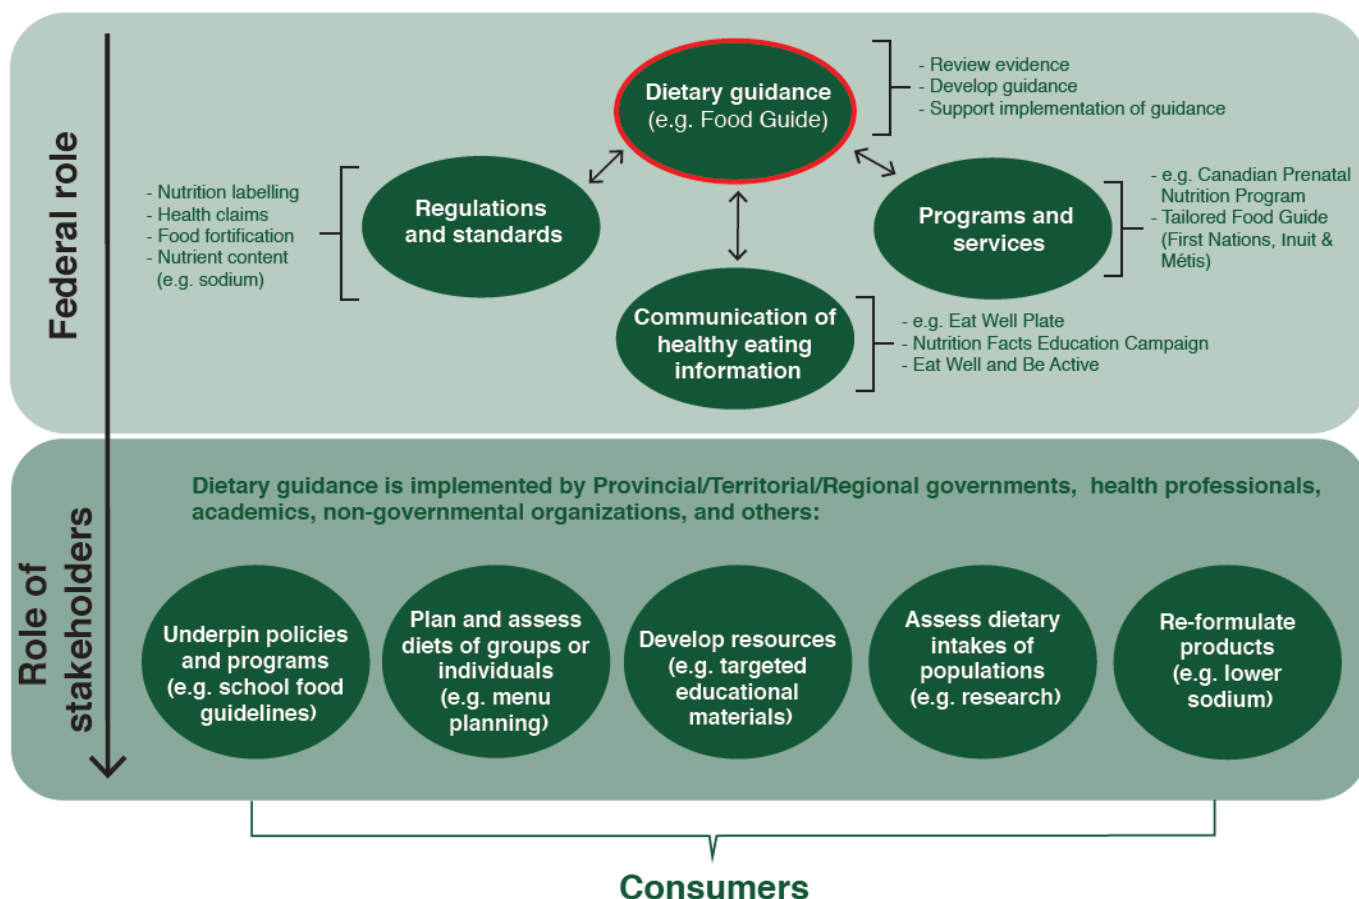 Federal role
Dietary guidance
(e.g. Food Guide)
- Review evidence
- Develop guidance
- Support implementation of guidance
- Nutrition labelling
- Health claims
- Food fortification
- Nutrient content
(e.g. sodium)
Regulations
and standards
Programs and
services
- e.g. Canadian Prenatal
Nutrition Program
- Tailored Food Guide
(First Nations, Inuit &
Métis)
Communication of
healthy eating
information
- e.g. Eat Well Plate
- Nutrition Facts Education Campaign
- Eat Well and Be Active
Role of
stakeholders
Dietary guidance is implemented by Provincial/Territorial/Regional governments, health professionals,
academics, non-governmental organizations, and others:
Underpin policies
and programs
(e.g. school food
guidelines)
Plan and assess
diets of groups or
individuals
(e.g. menu
planning)
Develop resources
(e.g. targeted
educational
materials)
Assess dietary
intakes of
populations
(e.g. research)
Re-formulate
products
(e.g. lower
sodium)
Consumers